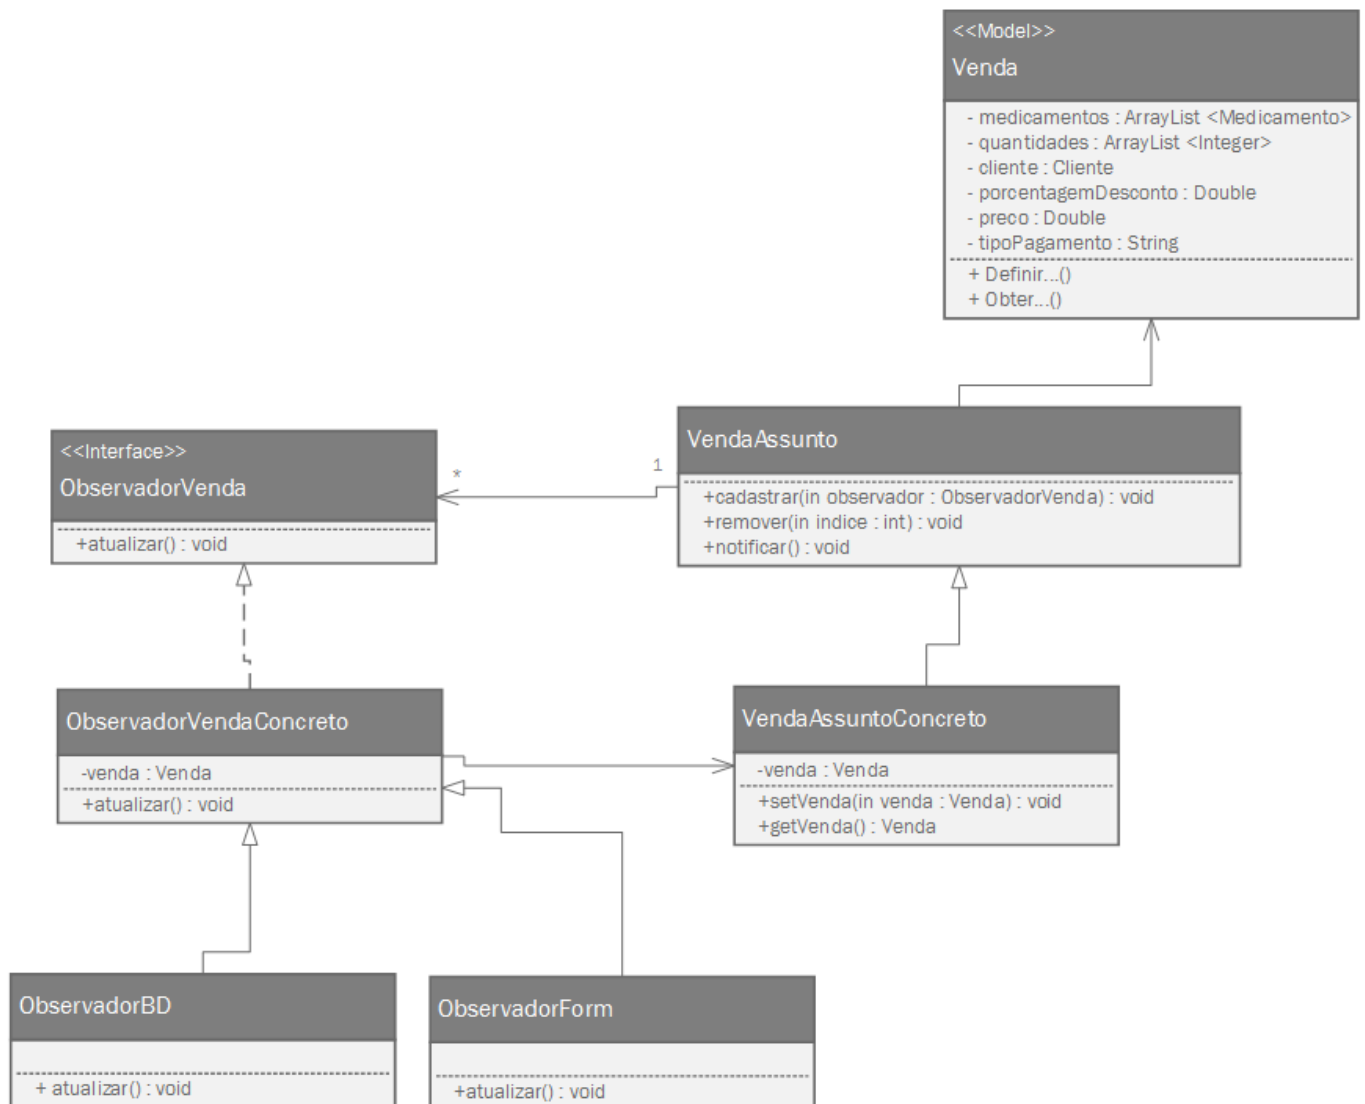 <<Model>>
Venda
- medicamentos : ArrayList <Medicamento>
- quantidades : ArrayList <Integer>
- cliente : Cliente
- porcentagemDesconto : Double
- preco : Double
- tipoPagamento : String
+ Definir...()
+ Obter...()
<<Interface>>
ObservadorVenda
+atualizar() : void
*
1
VendaAssunto
+cadastrar(in observador : ObservadorVenda) : void
+remover(in indice : int) : void
+notificar() : void
ObservadorVendaConcreto
-venda : Venda
+atualizar() : void
VendaAssuntoConcreto
-venda : Venda
+setVenda(in venda : Venda) : void
+getVenda() : Venda
ObservadorBD
+ atualizar() : void
ObservadorForm
+atualizar() : void